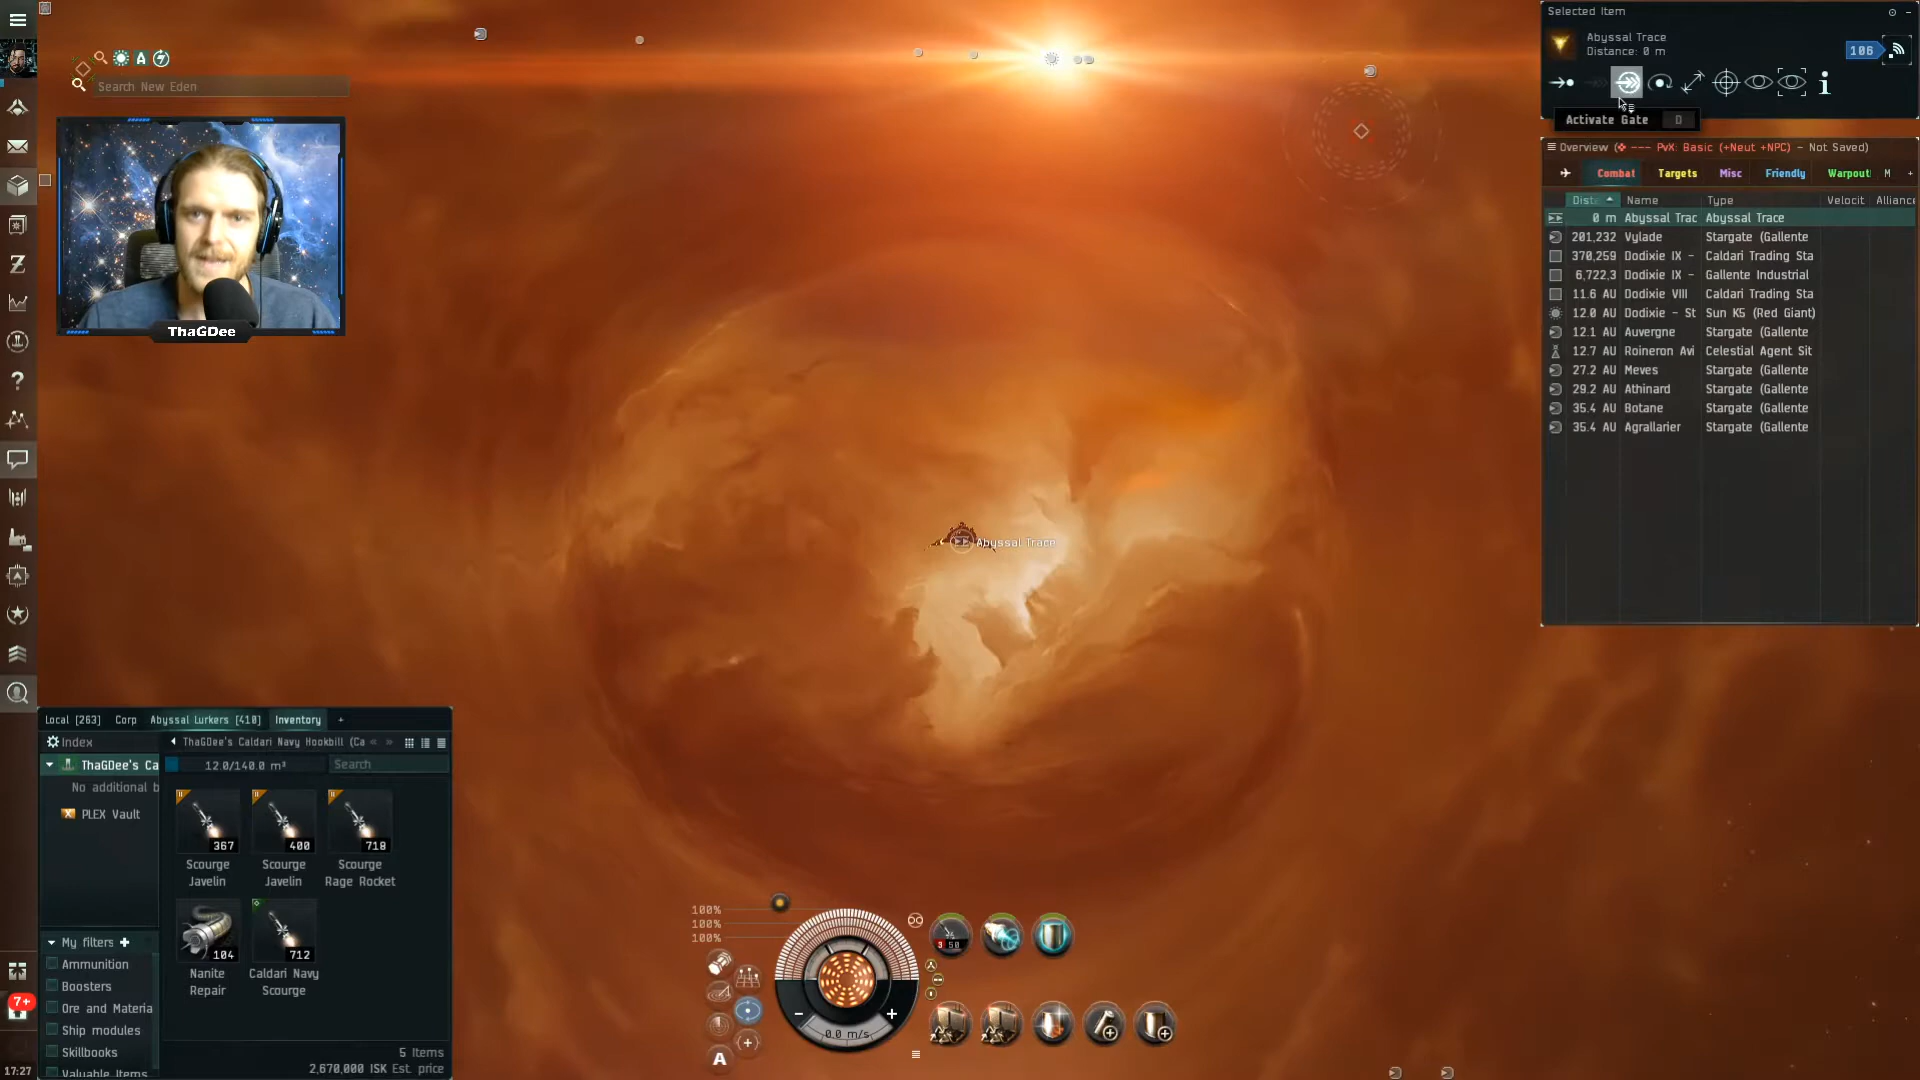 Search New Eden
ThaGDee
Selected Item
Abyssal Trace
Distance: 0 m
106
Activate Gate D
Overview (--- PvX: Basic (+Neut +NPC) - Not Saved)
Combat Targets Misc Friendly Warpout M +
Dist Name Type Velocit Alliance
0 m Abyssal Trac Abyssal Trace
201,232 Vylade Stargate (Gallente
370,259 Dodixie IX - Caldari Trading Sta
6,722,3 Dodixie IX - Gallente Industrial
11.6 AU Dodixie VIII Caldari Trading Sta
12.0 AU Dodixie - St Sun K5 (Red Giant)
12.1 AU Auvergne Stargate (Gallente
12.7 AU Roineron Avi Celestial Agent Sit
27.2 AU Meves Stargate (Gallente
29.2 AU Athinard Stargate (Gallente
35.4 AU Botane Stargate (Gallente
35.4 AU Agrallarier Stargate (Gallente
Abyssal Trace
Local [263] Corp Abyssal Lurkers [410] Inventory +
Index
ThaGDee's Caldari Navy Hookbill (Ca
ThaGDee's Ca
12.0/140.0 m³
Search
No additional b
PLEX Vault
367 400 718
Scourge Javelin
Scourge Javelin
Scourge Rage Rocket
104 712
Nanite Repair
Caldari Navy Scourge
My filters +
Ammunition
Boosters
Ore and Materia
Ship modules
Skillbooks
Valuable Items
5 Items
2,670,000 ISK Est. price
100%
100%
100%
3 50
0.0 m/s
A
7+
17:27